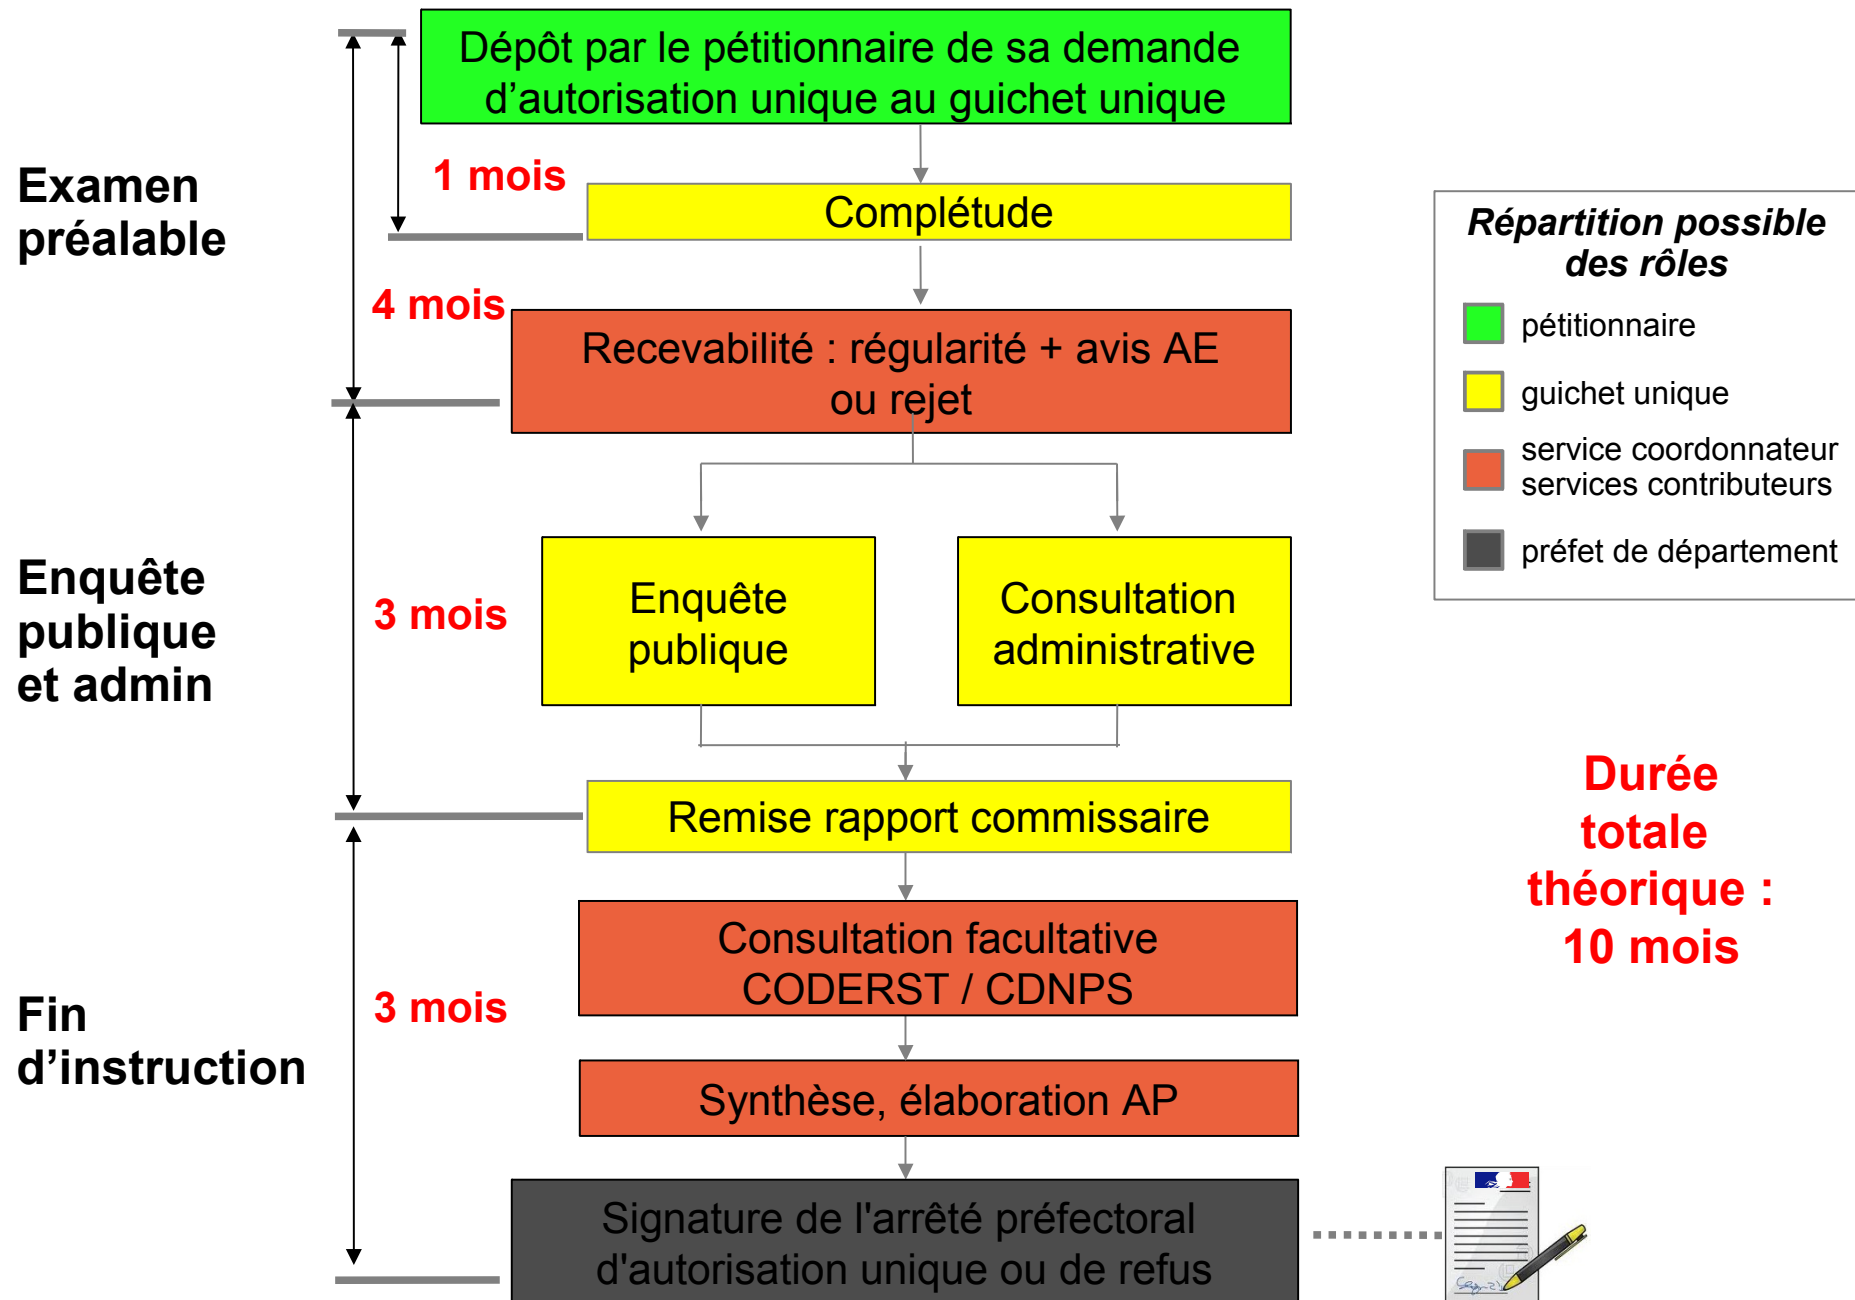 Dépôt par le pétitionnaire de sa demande
d’autorisation unique au guichet unique
Examen
préalable
1 mois
Complétude
4 mois
Recevabilité : régularité + avis AE
ou rejet
Enquête
publique
et admin
3 mois
Enquête
publique
Consultation
administrative
Remise rapport commissaire
Fin
d’instruction
3 mois
Consultation facultative
CODERST / CDNPS
Synthèse, élaboration AP
Signature de l'arrêté préfectoral
d'autorisation unique ou de refus
Répartition possible
des rôles
pétitionnaire
guichet unique
service coordonnateur
services contributeurs
préfet de département
Durée
totale
théorique :
10 mois